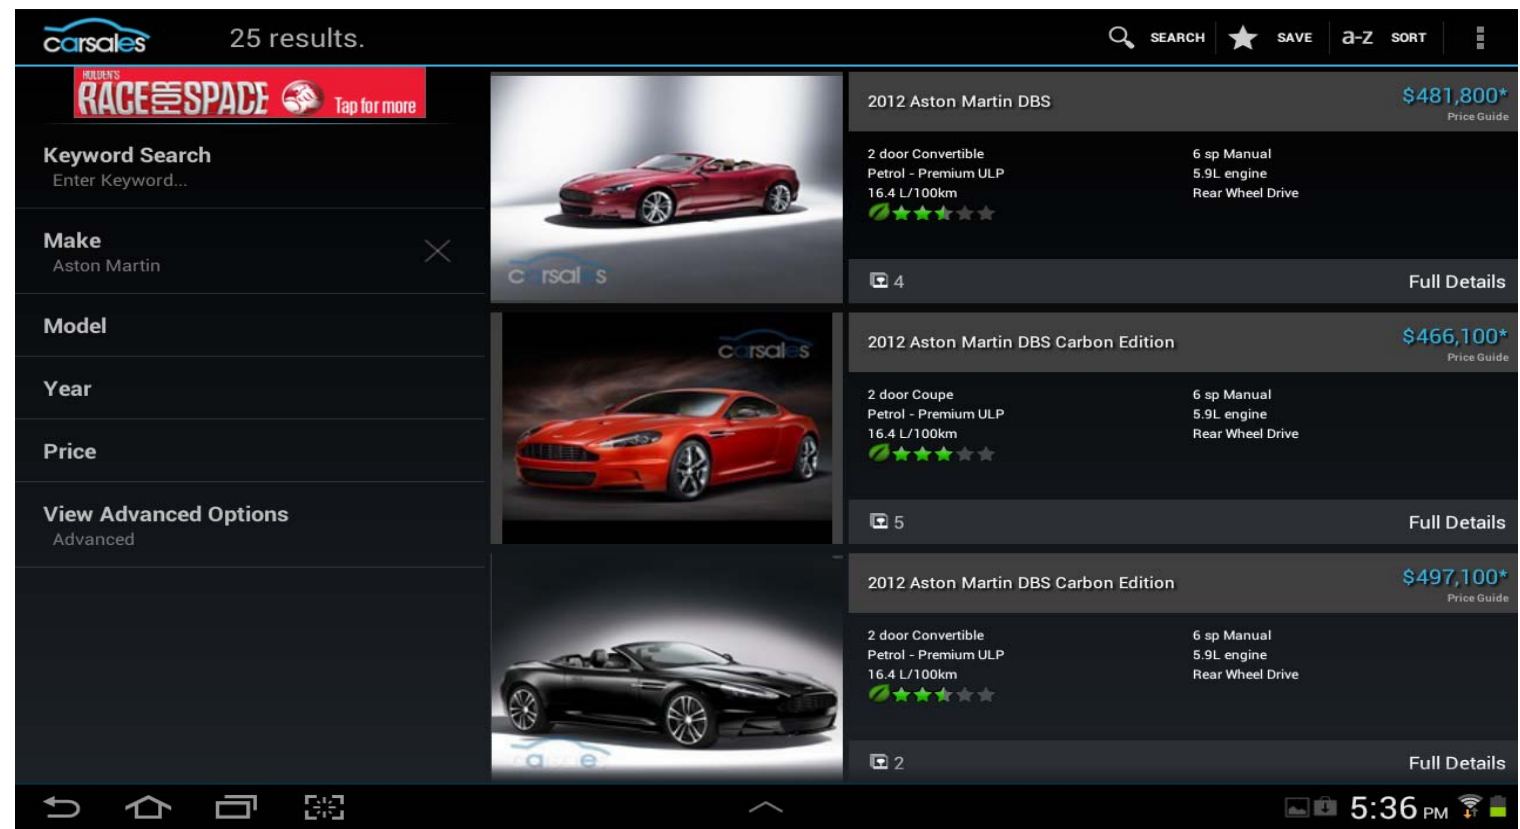 carsales
25 results.
SEARCH
SAVE
a-z SORT
HOLDEN'S
RACE FOR SPACE
Tap for more
Keyword Search
Enter Keyword...
Make
Aston Martin
Model
Year
Price
View Advanced Options
Advanced
carsales
2012 Aston Martin DBS
$481,800*
Price Guide
2 door Convertible
6 sp Manual
Petrol - Premium ULP
5.9L engine
16.4 L/100km
Rear Wheel Drive
4
Full Details
carsales
2012 Aston Martin DBS Carbon Edition
$466,100*
Price Guide
2 door Coupe
6 sp Manual
Petrol - Premium ULP
5.9L engine
16.4 L/100km
Rear Wheel Drive
5
Full Details
2012 Aston Martin DBS Carbon Edition
$497,100*
Price Guide
2 door Convertible
6 sp Manual
Petrol - Premium ULP
5.9L engine
16.4 L/100km
Rear Wheel Drive
2
Full Details
5:36 PM